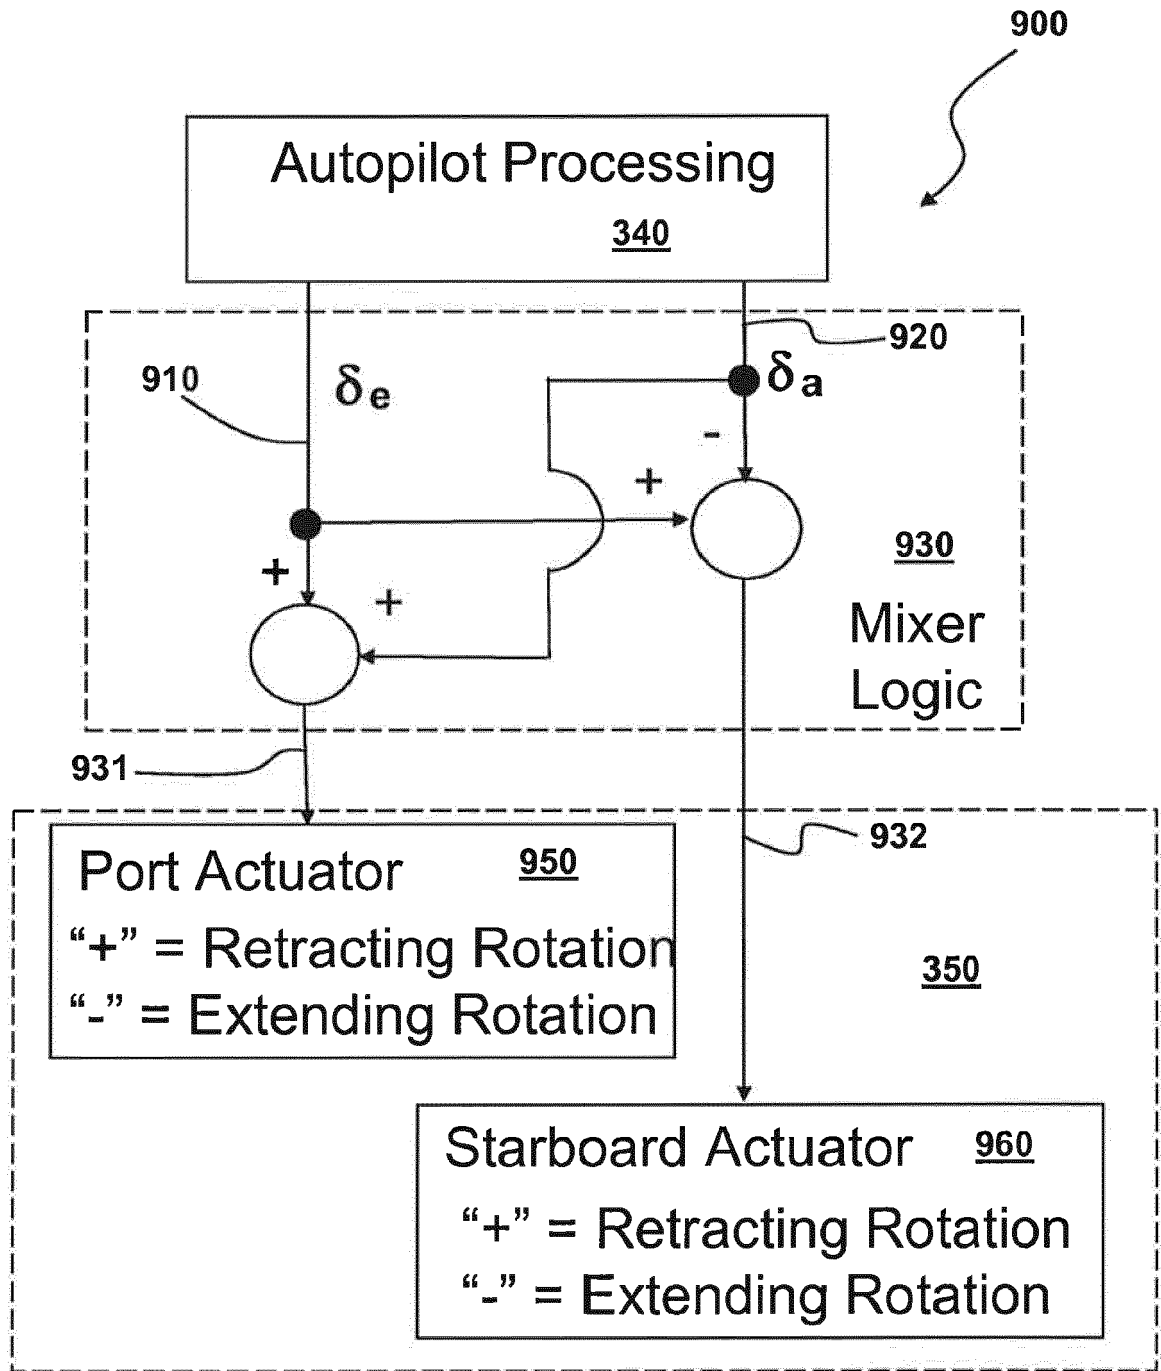 900
Autopilot Processing
340
920
910
δe
δa
-
+
930
+
+
Mixer
Logic
931
932
Port Actuator 950
“+” = Retracting Rotation
“-” = Extending Rotation
350
Starboard Actuator 960
“+” = Retracting Rotation
“-” = Extending Rotation